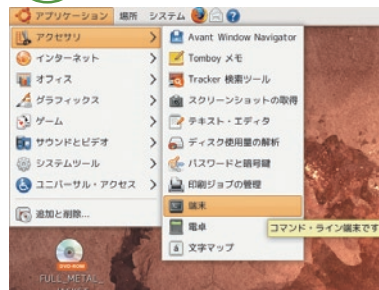 アプリケーション 場所 システム
アクセサリ
インターネット
オフィス
グラフィックス
ゲーム
サウンドとビデオ
システムツール
ユニバーサル・アクセス
追加と削除...
Avant Window Navigator
Tomboy メモ
Tracker 検索ツール
スクリーンショットの取得
テキスト・エディタ
ディスク使用量の解析
パスワードと暗号鍵
印刷ジョブの管理
端末
電卓
文字マップ
コマンド・ライン端末です
DVD-ROM
FULL_METAL_